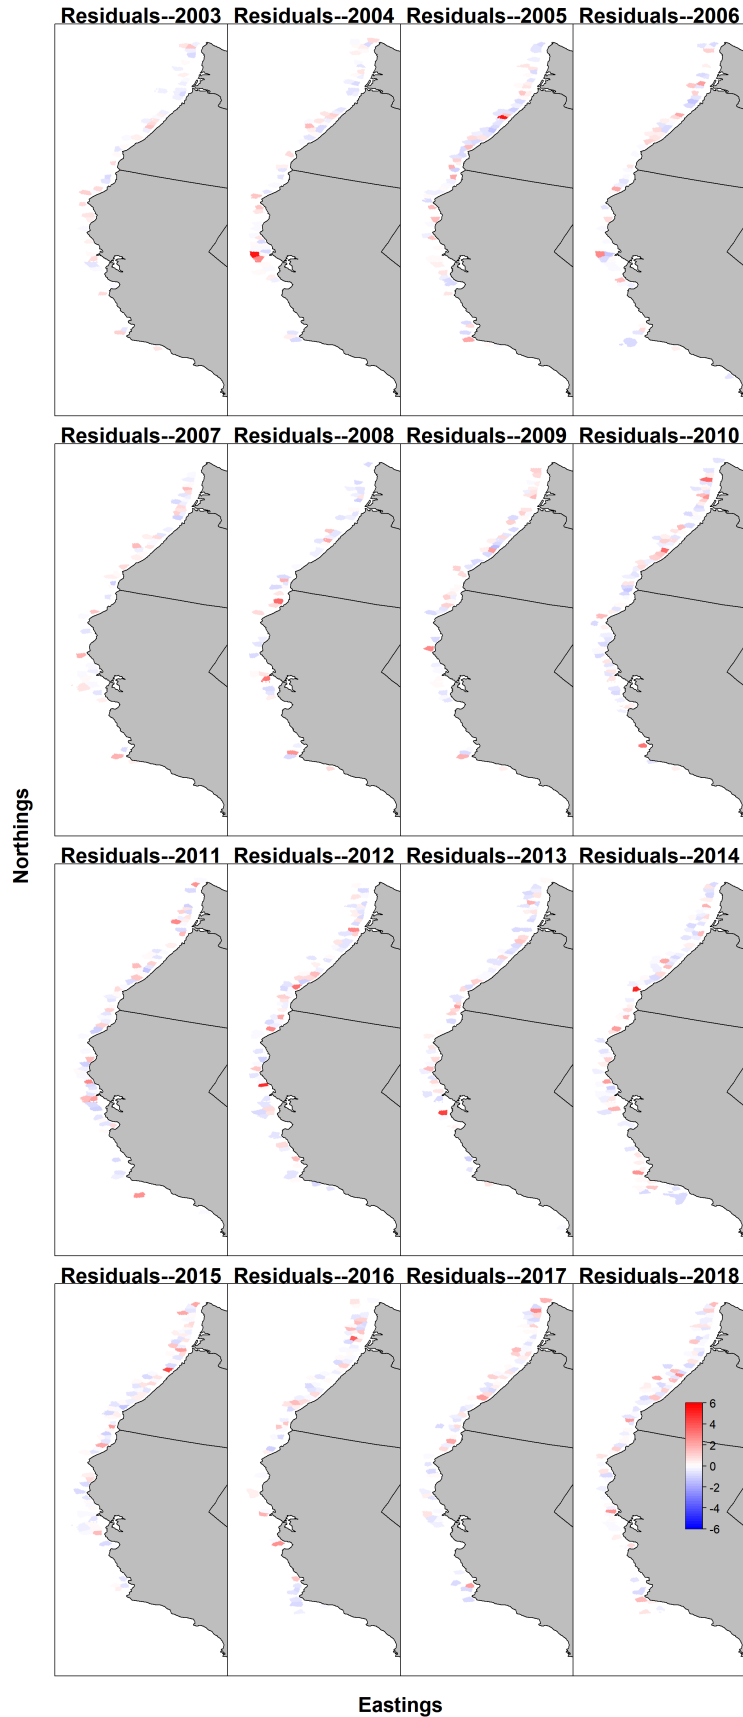 Residuals--2003 Residuals--2004 Residuals--2005 Residuals--2006
Residuals--2007 Residuals--2008 Residuals--2009 Residuals--2010
Northings
Residuals--2011 Residuals--2012 Residuals--2013 Residuals--2014
Residuals--2015 Residuals--2016 Residuals--2017 Residuals--2018
6
4
2
0
-2
-4
-6
Eastings